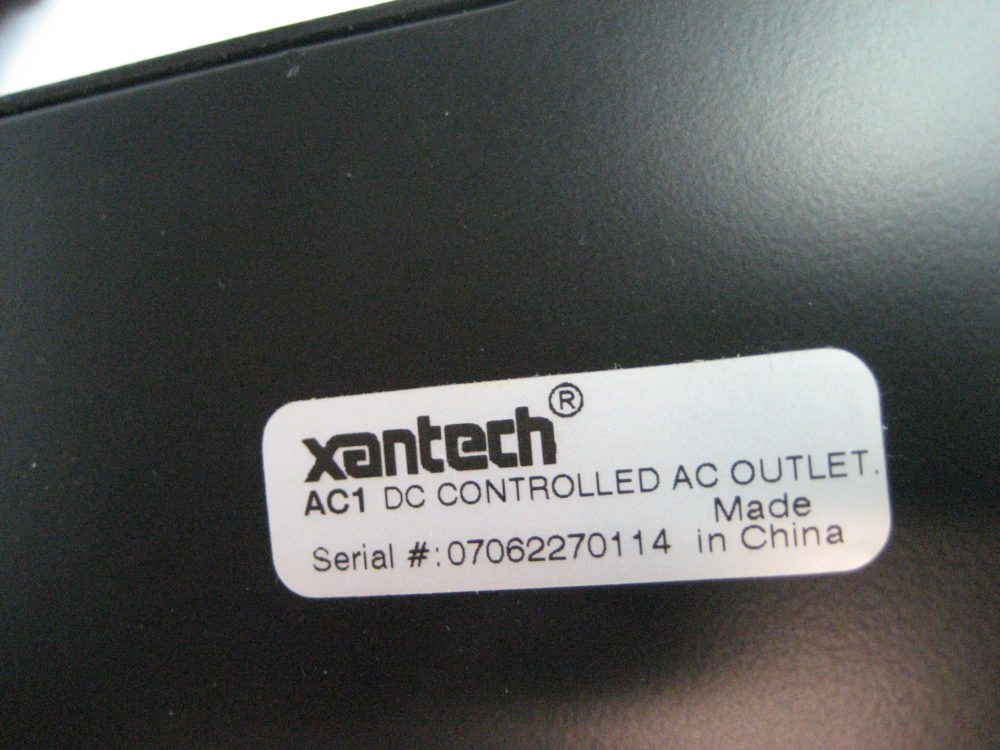 xantech®
AC1 DC CONTROLLED AC OUTLET.
Made
Serial #: 07062270114 in China